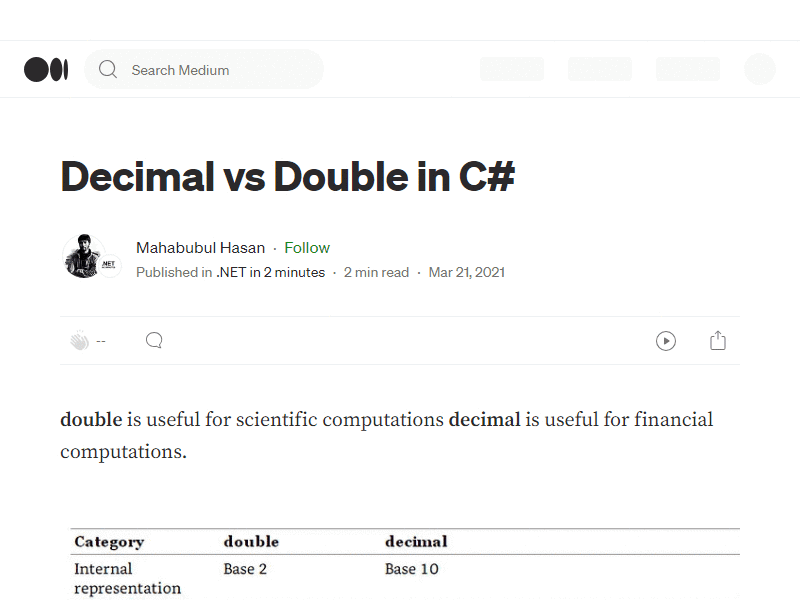 Search Medium
Decimal vs Double in C#
Mahabubul Hasan · Follow
Published in .NET in 2 minutes · 2 min read · Mar 21, 2021
.NET
--
double is useful for scientific computations decimal is useful for financial
computations.
Category double decimal
Internal Base 2 Base 10
representation